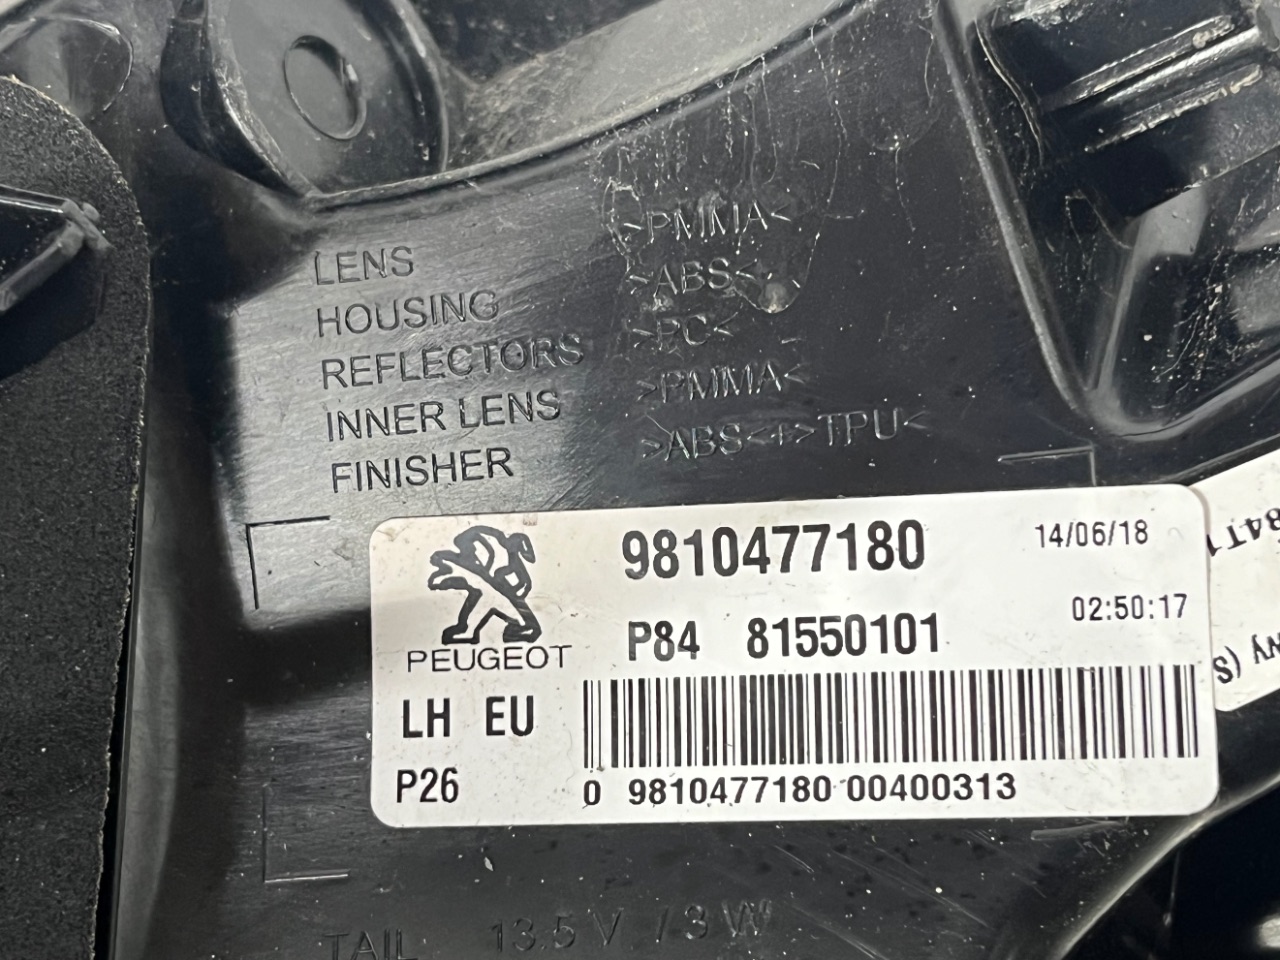 LENS >PMMA<
HOUSING >ABS<
REFLECTORS >PC<
INNER LENS >PMMA<
FINISHER >ABS<+>TPU<
9810477180 14/06/18
P84 81550101 02:50:17
PEUGEOT
LH EU
P26
0 9810477180 00400313
TAIL 13.5 V / 3 W